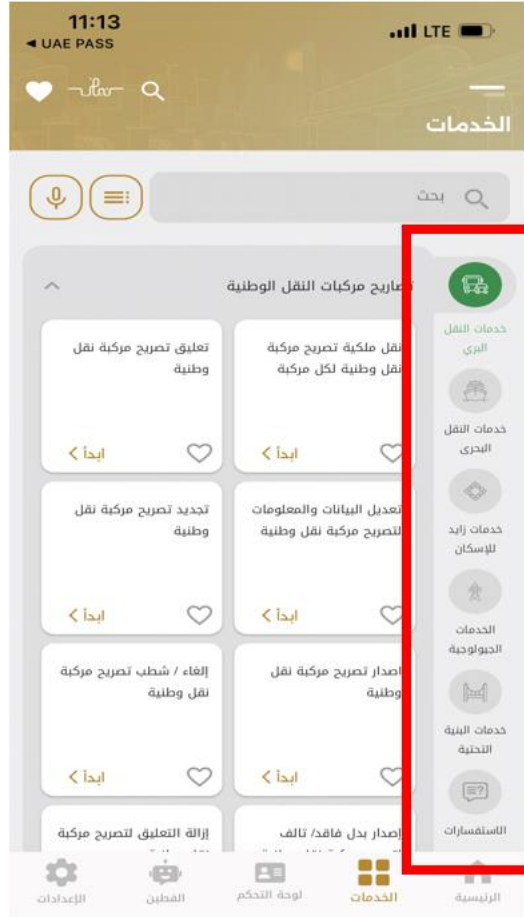 11:13
LTE
◄ UAE PASS
الخدمات
بحث
خدمات النقل
البري
خدمات النقل
البحرى
خدمات زايد
للإسكان
الخدمات
الجيولوجية
خدمات البنية
التحتية
الاستفسارات
تصاريح مركبات النقل الوطنية
نقل ملكية تصريح مركبة
نقل وطنية لكل مركبة
ابدأ
تعليق تصريح مركبة نقل
وطنية
ابدأ
تعديل البيانات والمعلومات
لتصريح مركبة نقل وطنية
ابدأ
تجديد تصريح مركبة نقل
وطنية
ابدأ
اصدار تصريح مركبة نقل
وطنية
ابدأ
إلغاء / شطب تصريح مركبة
نقل وطنية
ابدأ
إصدار بدل فاقد/ تالف
إزالة التعليق لتصريح مركبة
الرئيسية
الخدمات
لوحة التحكم
الفطين
الإعدادات